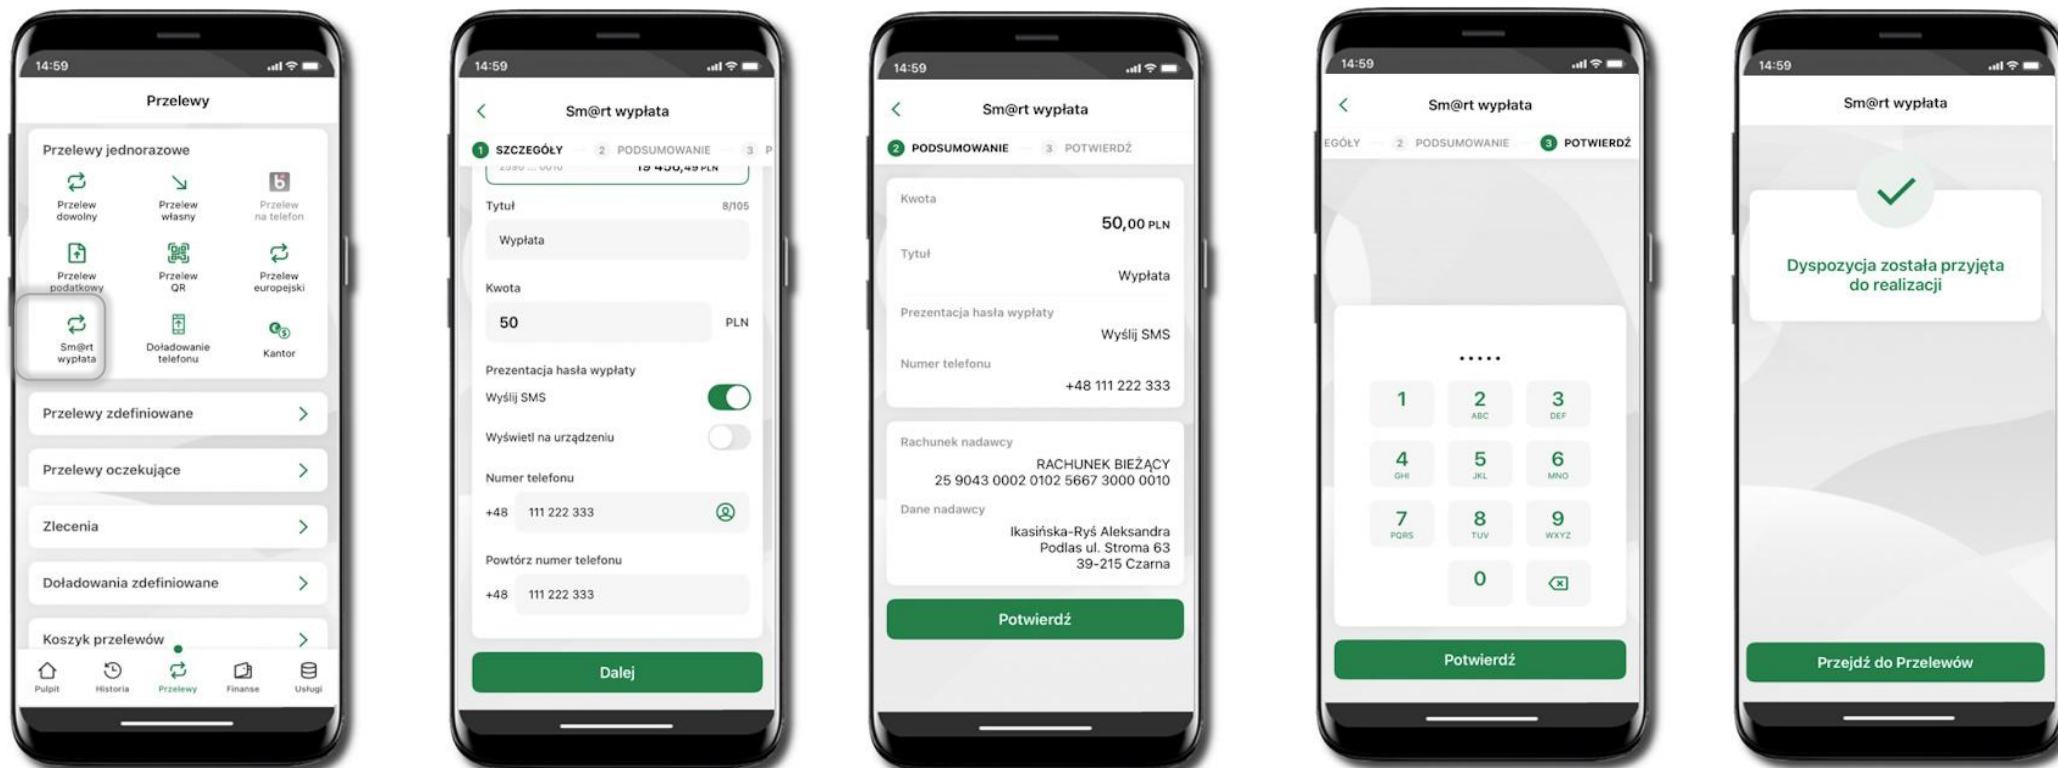 14:59
Przelewy
Przelewy jednorazowe
Przelew
dowolny
Przelew
własny
Przelew
na telefon
Przelew
podatkowy
Przelew
QR
Przelew
europejski
Sm@rt
wypłata
Doładowanie
telefonu
Kantor
Przelewy zdefiniowane
Przelewy oczekujące
Zlecenia
Doładowania zdefiniowane
Koszyk przelewów
Pulpit
Historia
Przelewy
Finanse
Usługi
14:59
Sm@rt wypłata
1 SZCZEGÓŁY 2 PODSUMOWANIE 3 P
2590 ... 0010 19 456,49 PLN
Tytuł 8/105
Wypłata
Kwota
50 PLN
Prezentacja hasła wypłaty
Wyślij SMS
Wyświetl na urządzeniu
Numer telefonu
+48 111 222 333
Powtórz numer telefonu
+48 111 222 333
Dalej
14:59
Sm@rt wypłata
2 PODSUMOWANIE 3 POTWIERDŹ
Kwota
50,00 PLN
Tytuł
Wypłata
Prezentacja hasła wypłaty
Wyślij SMS
Numer telefonu
+48 111 222 333
Rachunek nadawcy
RACHUNEK BIEŻĄCY
25 9043 0002 0102 5667 3000 0010
Dane nadawcy
Ikasińska-Ryś Aleksandra
Podlas ul. Stroma 63
39-215 Czarna
Potwierdź
14:59
Sm@rt wypłata
EGÓŁY 2 PODSUMOWANIE 3 POTWIERDŹ
1
2
ABC
3
DEF
4
GHI
5
JKL
6
MNO
7
PQRS
8
TUV
9
WXYZ
0
Potwierdź
14:59
Sm@rt wypłata
Dyspozycja została przyjęta
do realizacji
Przejdź do Przelewów